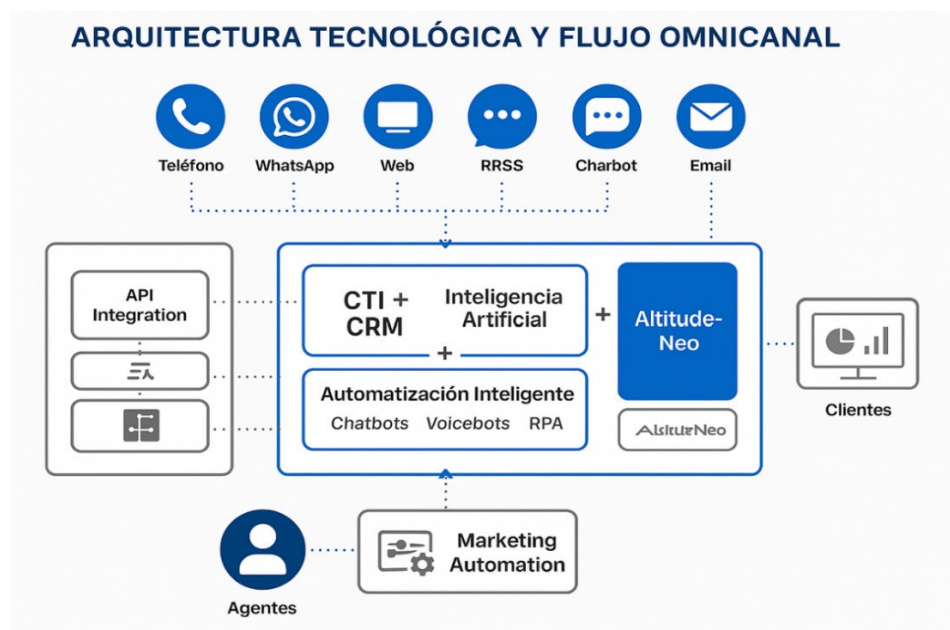 ARQUITECTURA TECNOLÓGICA Y FLUJO OMNICANAL
Teléfono
WhatsApp
Web
RRSS
Charbot
Email
API
Integration
CTI +
CRM
Inteligencia
Artificial
+
+
Altitude-
Neo
Automatización Inteligente
Chatbots Voicebots RPA
Clientes
Marketing
Automation
Agentes